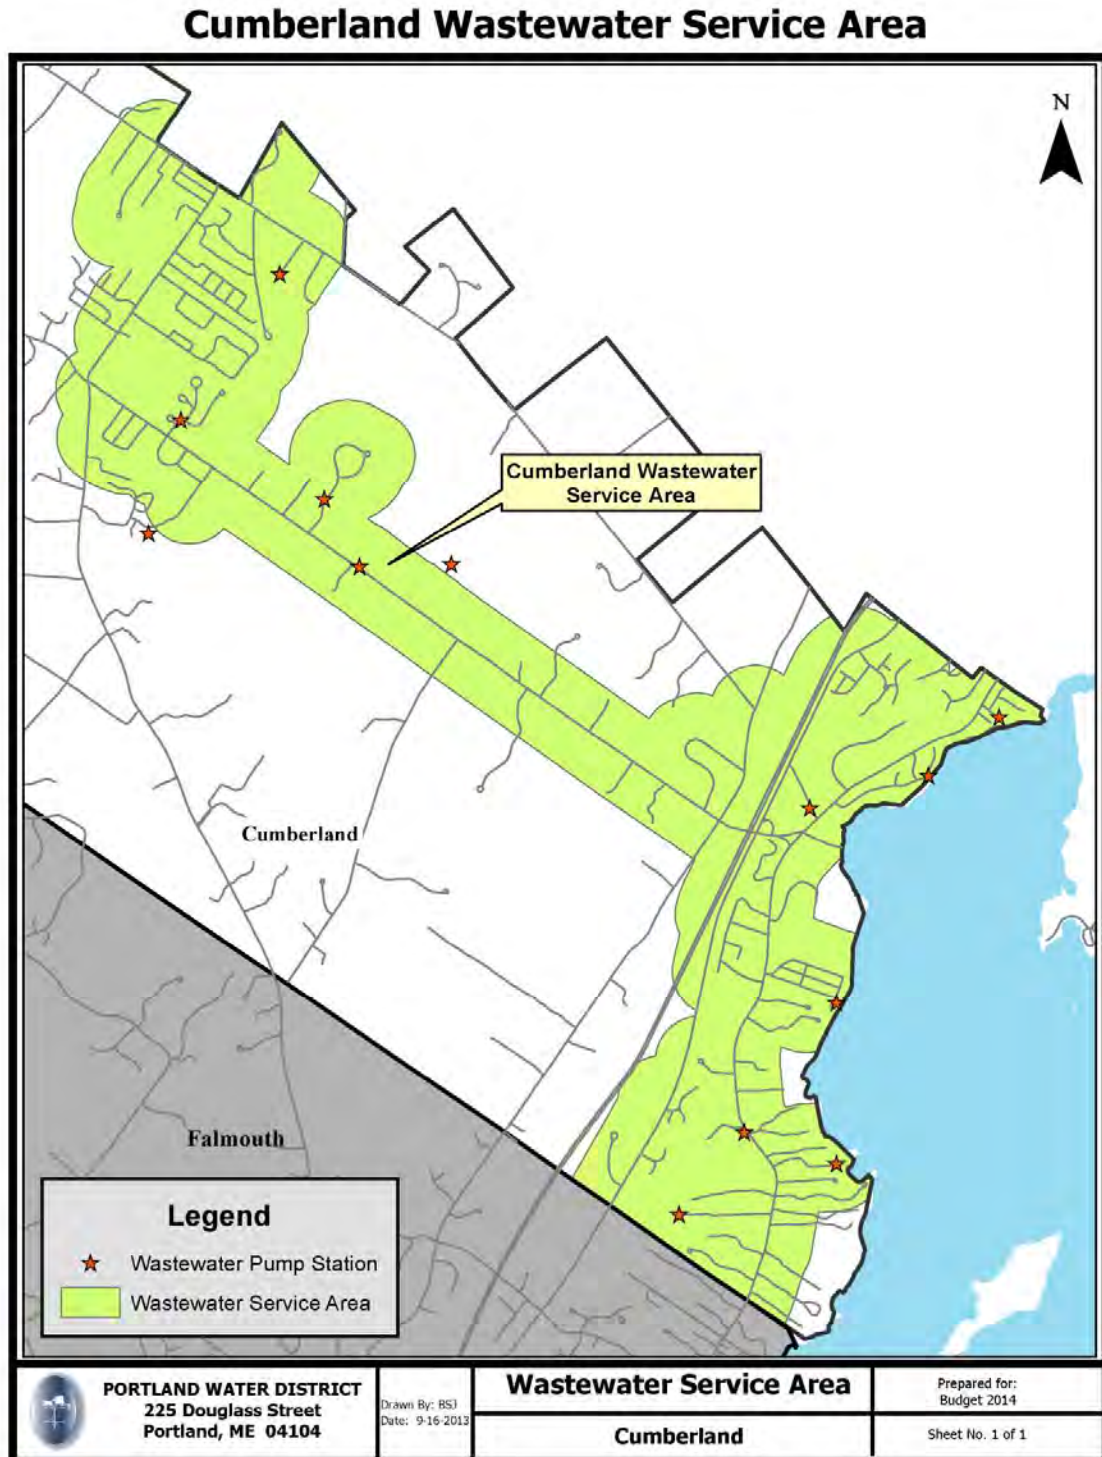 Cumberland Wastewater Service Area
N
Cumberland Wastewater
Service Area
Cumberland
Falmouth
Legend
Wastewater Pump Station
Wastewater Service Area
PORTLAND WATER DISTRICT
225 Douglass Street
Portland, ME 04104
Drawn By: BSJ
Date: 9-16-2013
Wastewater Service Area
Cumberland
Prepared for:
Budget 2014
Sheet No. 1 of 1